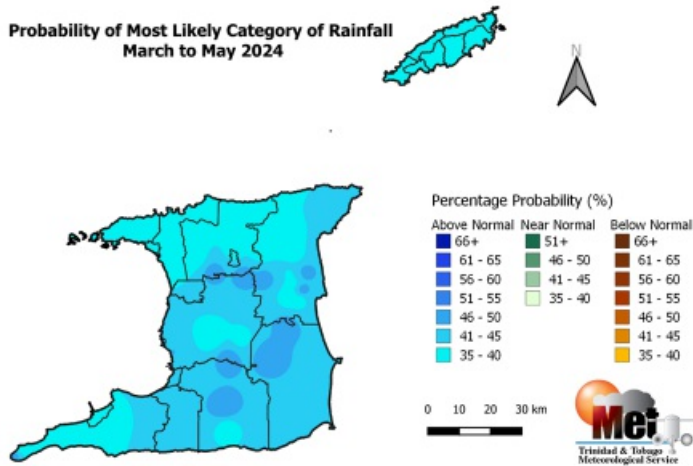 Probability of Most Likely Category of Rainfall
March to May 2024
N
Percentage Probability (%)
Above Normal Near Normal Below Normal
66+ 51+ 66+
61 - 65 46 - 50 61 - 65
56 - 60 41 - 45 56 - 60
51 - 55 35 - 40 51 - 55
46 - 50 46 - 50
41 - 45 41 - 45
35 - 40 35 - 40
0 10 20 30 km
Met
Trinidad & Tobago
Meteorological Service